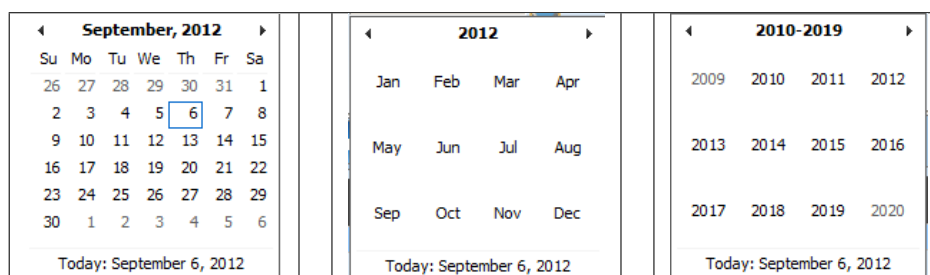 September, 2012
Su Mo Tu We Th Fr Sa
26 27 28 29 30 31 1
2 3 4 5 6 7 8
9 10 11 12 13 14 15
16 17 18 19 20 21 22
23 24 25 26 27 28 29
30 1 2 3 4 5 6
Today: September 6, 2012
2012
Jan Feb Mar Apr
May Jun Jul Aug
Sep Oct Nov Dec
Today: September 6, 2012
2010-2019
2009 2010 2011 2012
2013 2014 2015 2016
2017 2018 2019 2020
Today: September 6, 2012